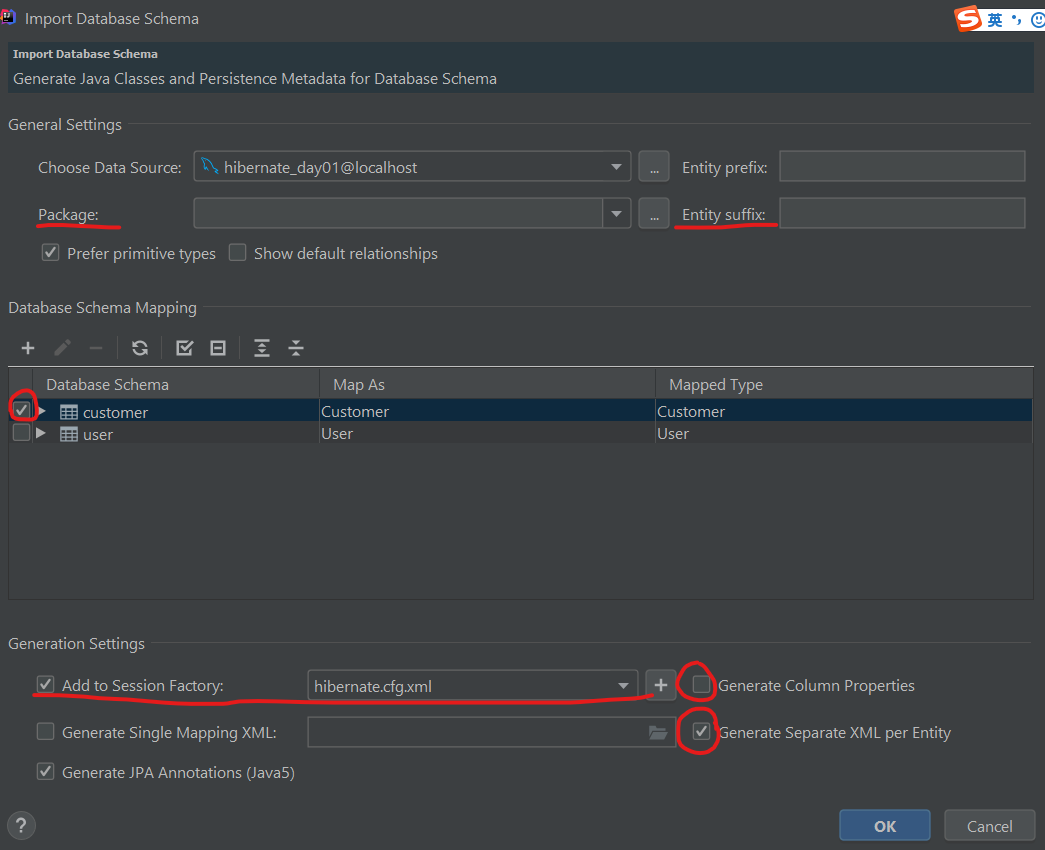 Import Database Schema
S 英
Import Database Schema
Generate Java Classes and Persistence Metadata for Database Schema
General Settings
Choose Data Source: hibernate_day01@localhost ... Entity prefix:
Package: ... Entity suffix:
Prefer primitive types Show default relationships
Database Schema Mapping
Database Schema Map As Mapped Type
customer Customer Customer
user User User
Generation Settings
Add to Session Factory: hibernate.cfg.xml Generate Column Properties
Generate Single Mapping XML: Generate Separate XML per Entity
Generate JPA Annotations (Java5)
? OK Cancel